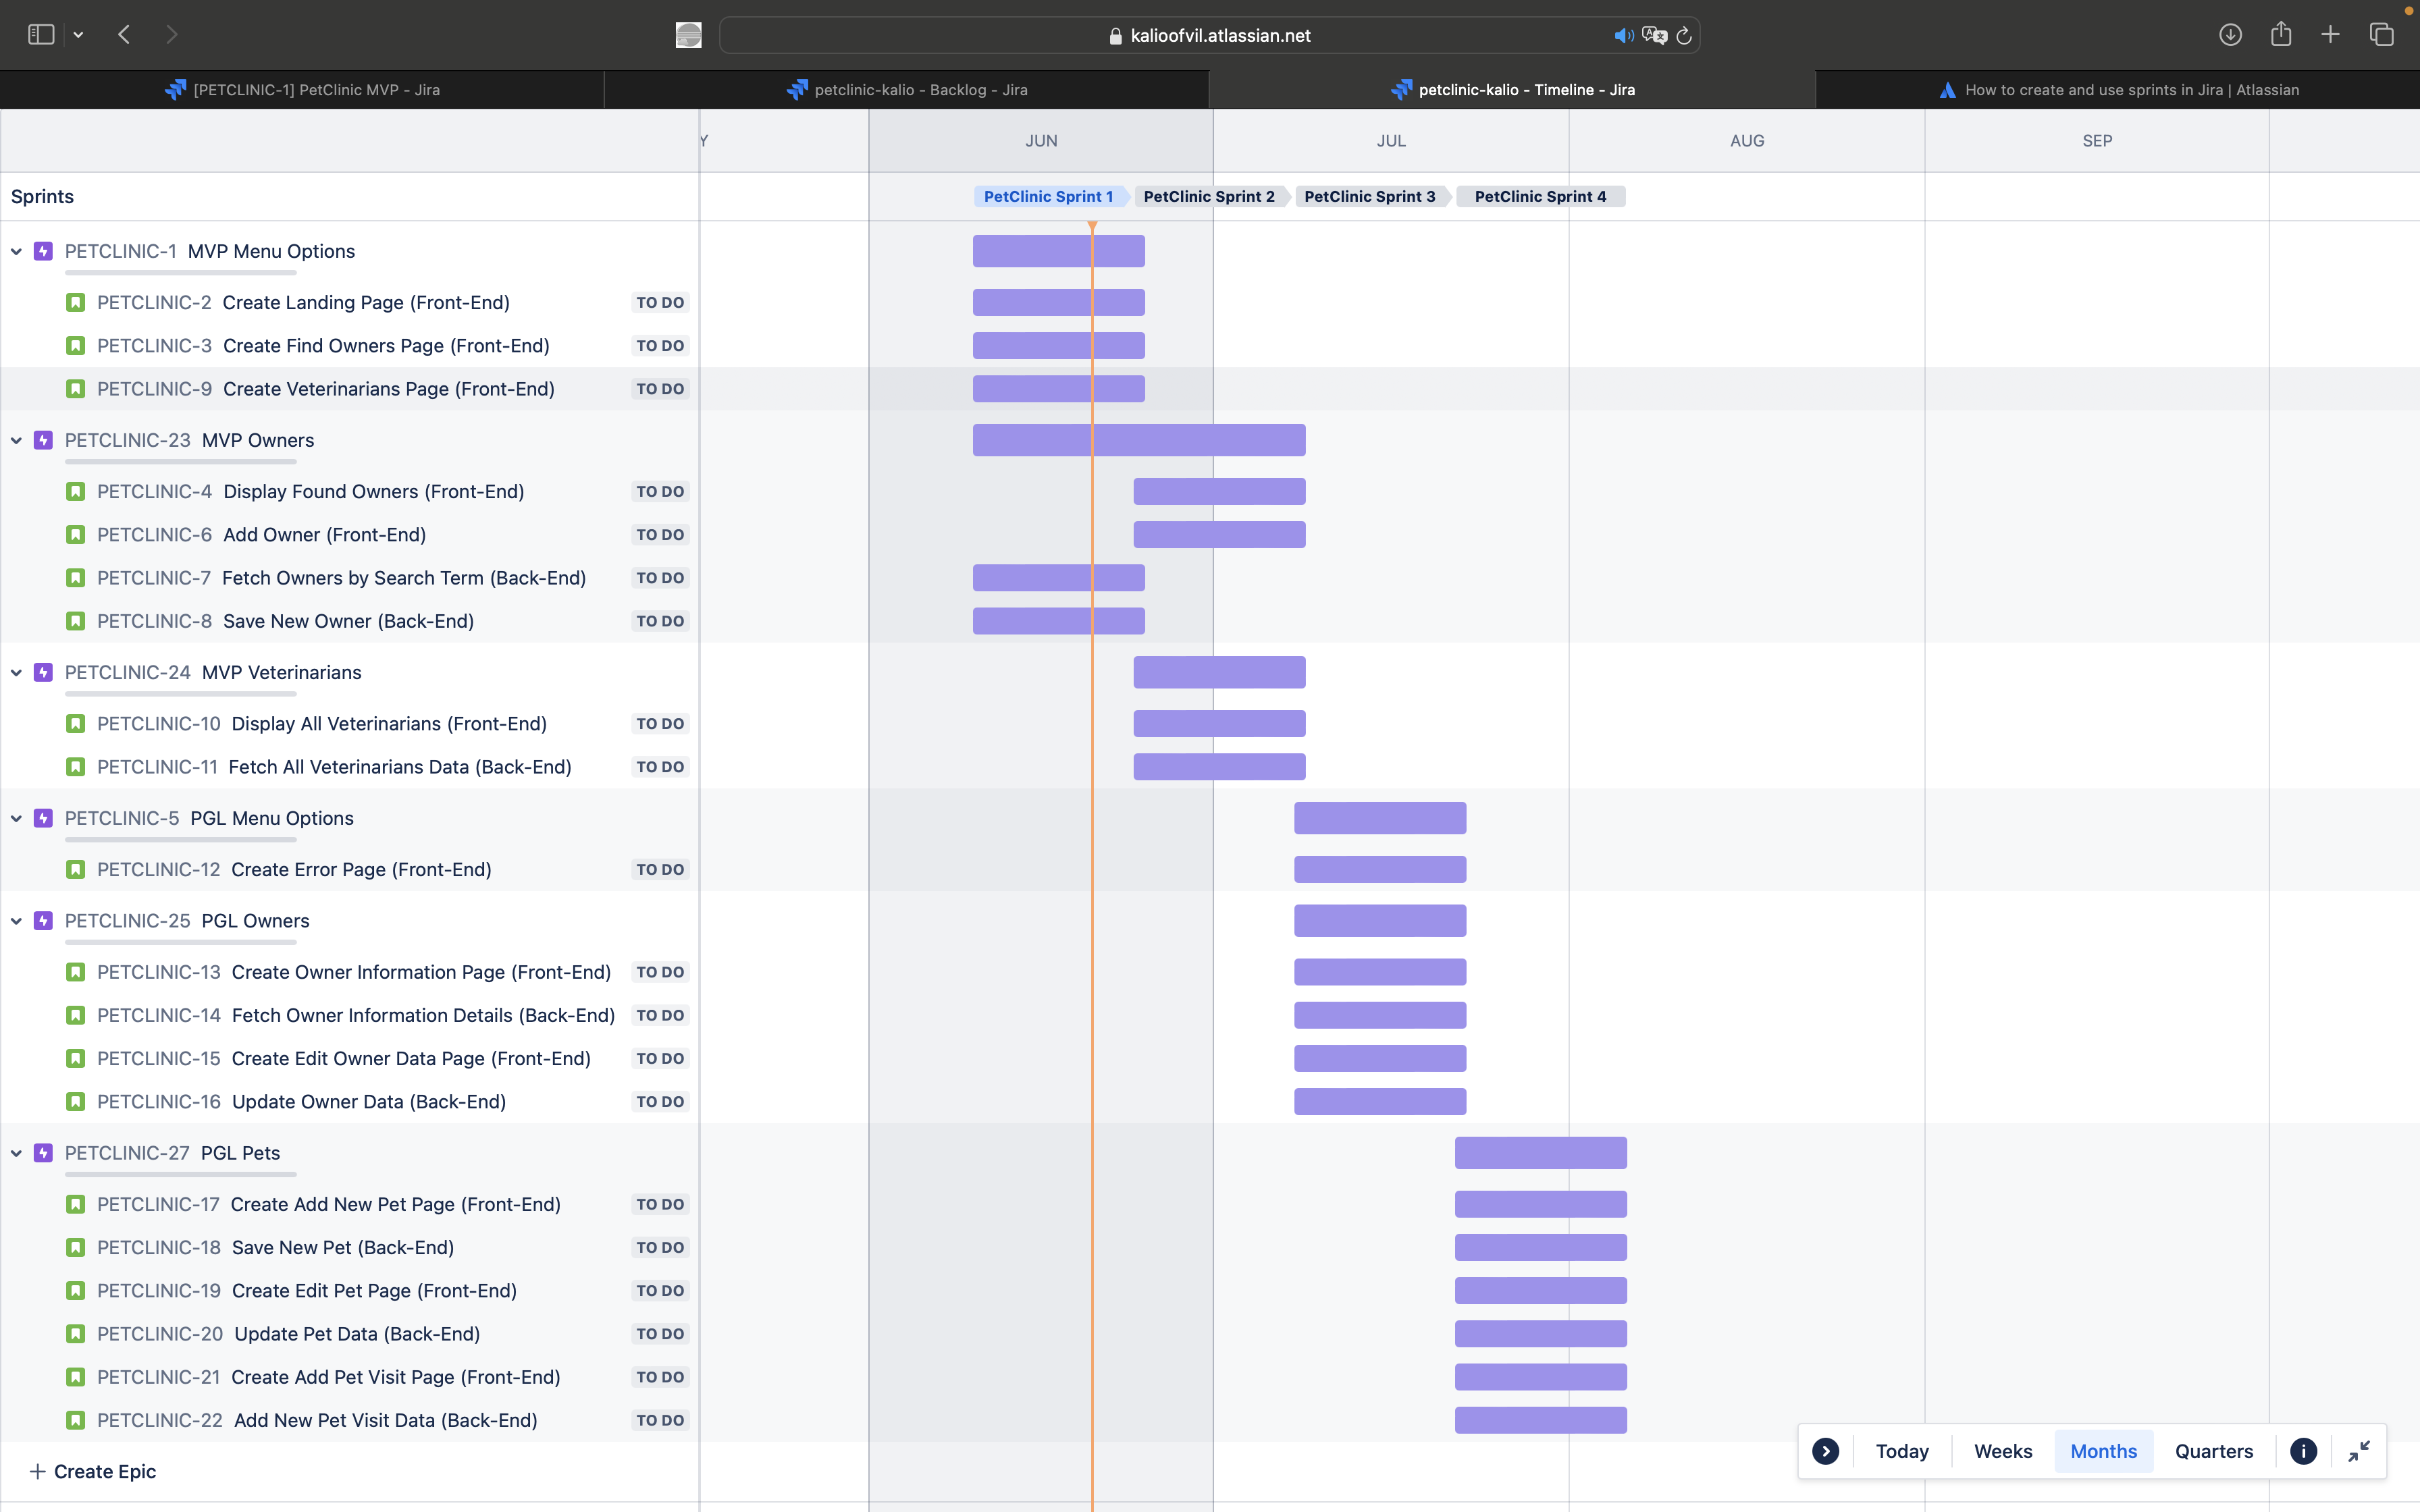 kalioofvil.atlassian.net
[PETCLINIC-1] PetClinic MVP - Jira
petclinic-kalio - Backlog - Jira
petclinic-kalio - Timeline - Jira
How to create and use sprints in Jira | Atlassian
Y JUN JUL AUG SEP
Sprints PetClinic Sprint 1 PetClinic Sprint 2 PetClinic Sprint 3 PetClinic Sprint 4
PETCLINIC-1 MVP Menu Options
PETCLINIC-2 Create Landing Page (Front-End) TO DO
PETCLINIC-3 Create Find Owners Page (Front-End) TO DO
PETCLINIC-9 Create Veterinarians Page (Front-End) TO DO
PETCLINIC-23 MVP Owners
PETCLINIC-4 Display Found Owners (Front-End) TO DO
PETCLINIC-6 Add Owner (Front-End) TO DO
PETCLINIC-7 Fetch Owners by Search Term (Back-End) TO DO
PETCLINIC-8 Save New Owner (Back-End) TO DO
PETCLINIC-24 MVP Veterinarians
PETCLINIC-10 Display All Veterinarians (Front-End) TO DO
PETCLINIC-11 Fetch All Veterinarians Data (Back-End) TO DO
PETCLINIC-5 PGL Menu Options
PETCLINIC-12 Create Error Page (Front-End) TO DO
PETCLINIC-25 PGL Owners
PETCLINIC-13 Create Owner Information Page (Front-End) TO DO
PETCLINIC-14 Fetch Owner Information Details (Back-End) TO DO
PETCLINIC-15 Create Edit Owner Data Page (Front-End) TO DO
PETCLINIC-16 Update Owner Data (Back-End) TO DO
PETCLINIC-27 PGL Pets
PETCLINIC-17 Create Add New Pet Page (Front-End) TO DO
PETCLINIC-18 Save New Pet (Back-End) TO DO
PETCLINIC-19 Create Edit Pet Page (Front-End) TO DO
PETCLINIC-20 Update Pet Data (Back-End) TO DO
PETCLINIC-21 Create Add Pet Visit Page (Front-End) TO DO
PETCLINIC-22 Add New Pet Visit Data (Back-End) TO DO
Create Epic
Today Weeks Months Quarters